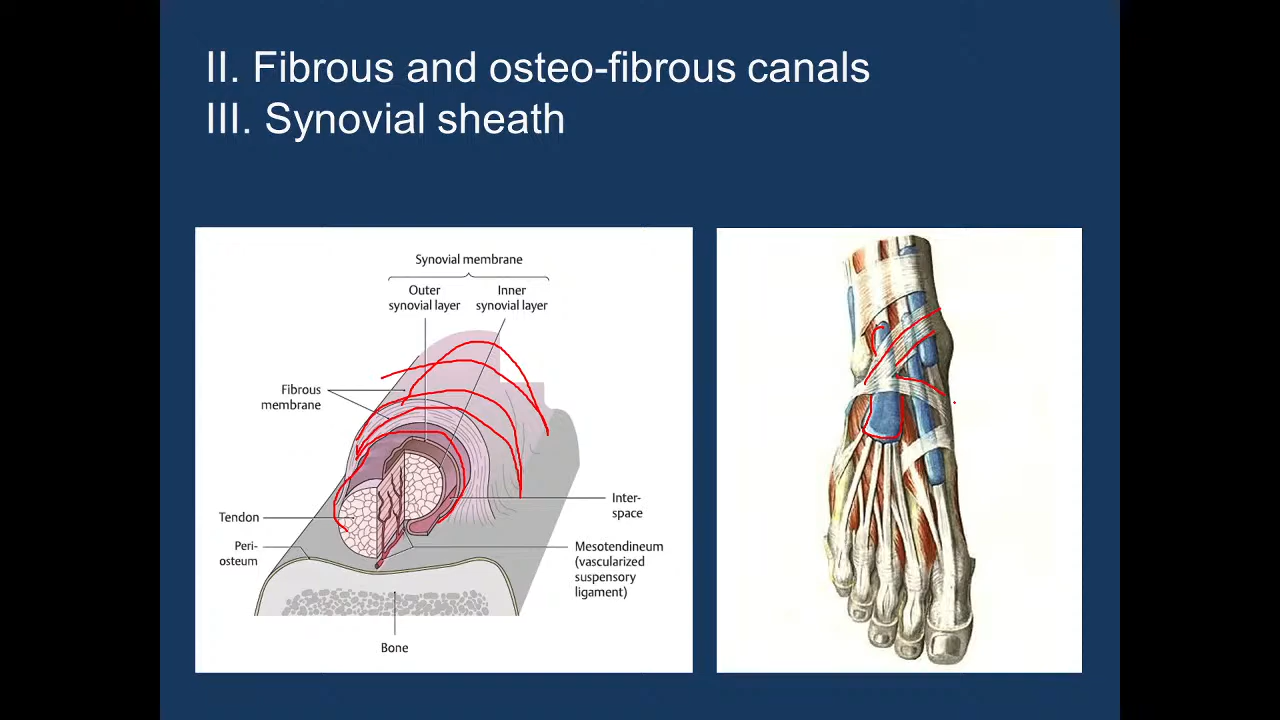 II. Fibrous and osteo-fibrous canals
III. Synovial sheath
Synovial membrane
Outer
synovial layer
Inner
synovial layer
Fibrous
membrane
Tendon
Peri-
osteum
Inter-
space
Mesotendineum
(vascularized
suspensory
ligament)
Bone